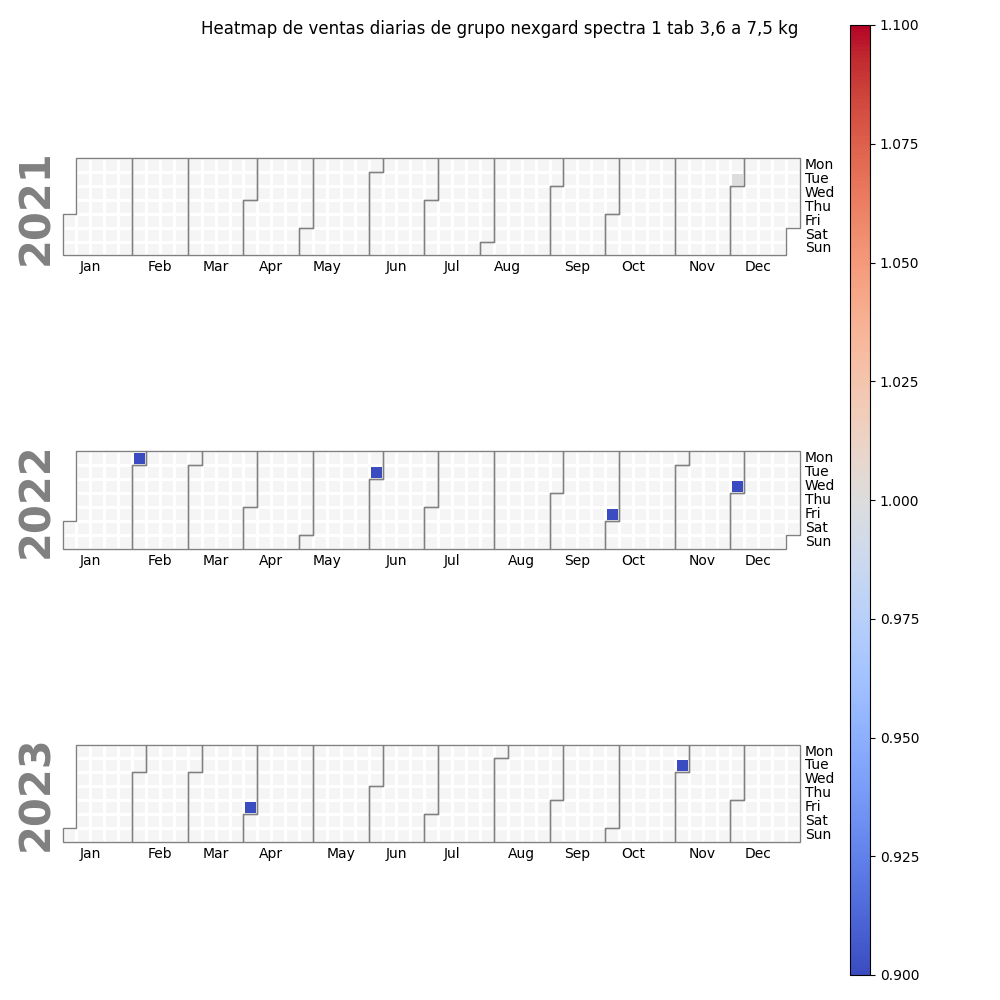 Heatmap de ventas diarias de grupo nexgard spectra 1 tab 3,6 a 7,5 kg
2021
Mon
Tue
Wed
Thu
Fri
Sat
Sun
Jan Feb Mar Apr May Jun Jul Aug Sep Oct Nov Dec
2022
Mon
Tue
Wed
Thu
Fri
Sat
Sun
Jan Feb Mar Apr May Jun Jul Aug Sep Oct Nov Dec
2023
Mon
Tue
Wed
Thu
Fri
Sat
Sun
Jan Feb Mar Apr May Jun Jul Aug Sep Oct Nov Dec
1.100
1.075
1.050
1.025
1.000
0.975
0.950
0.925
0.900